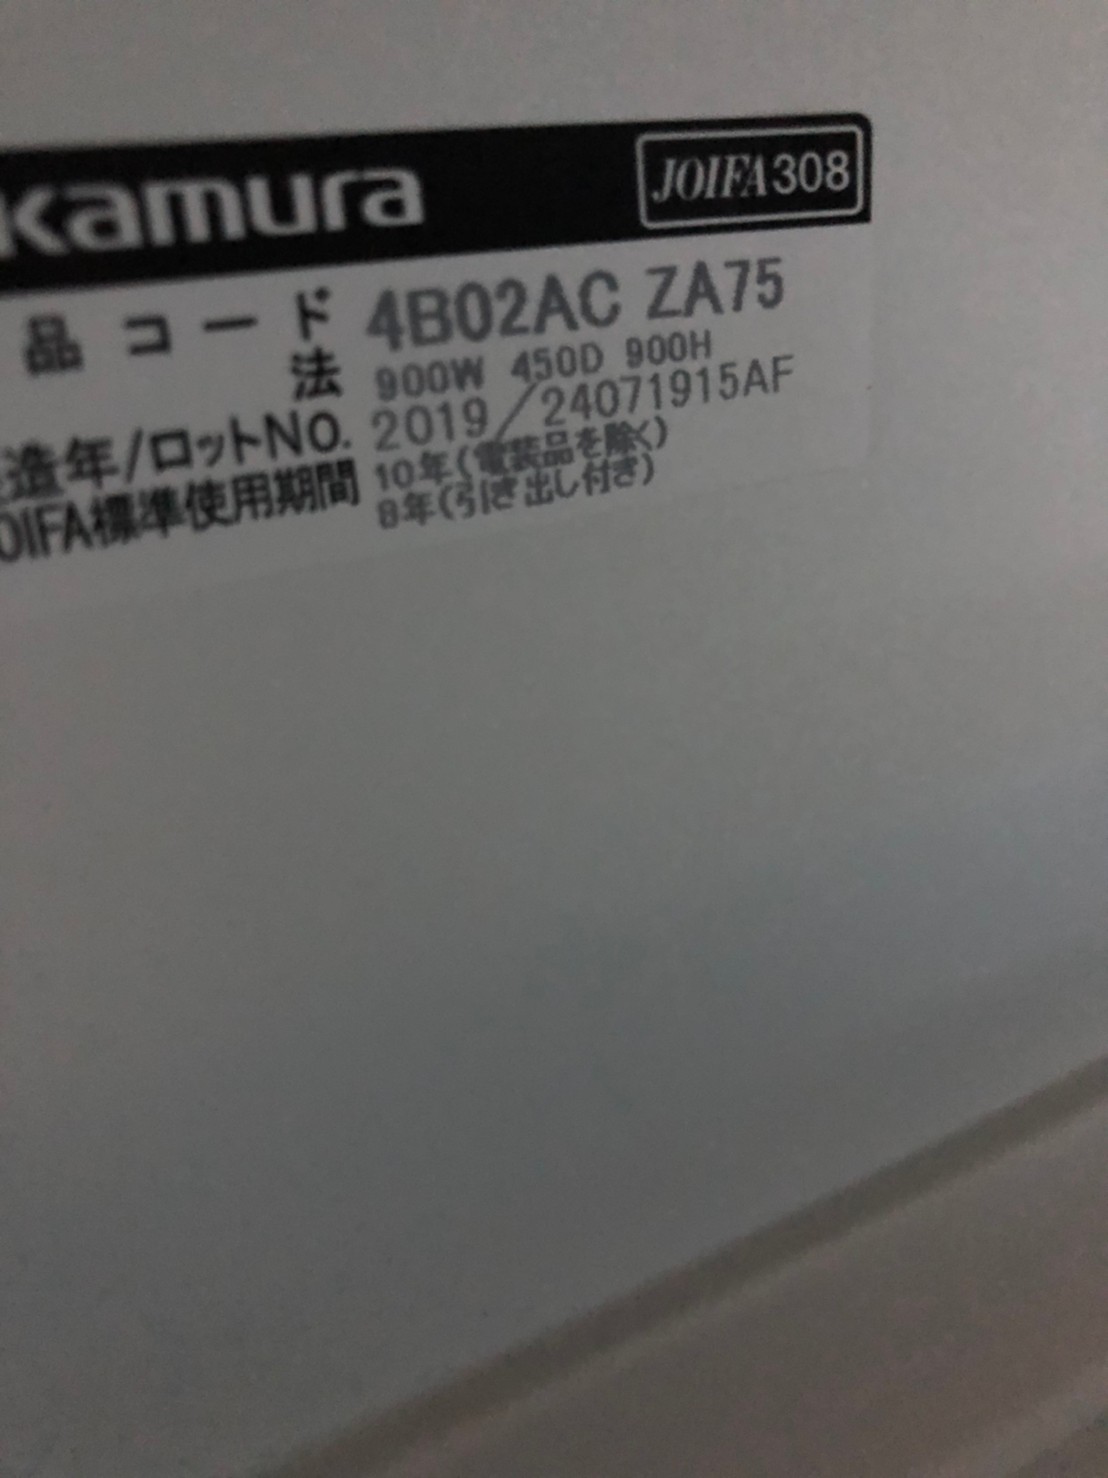 kamura JOIFA308
品コード 4B02AC ZA75
法 900W 450D 900H
造年/ロットNo. 2019/24071915AF
OIFA標準使用期間 10年(電装品を除く)
8年(引き出し付き)